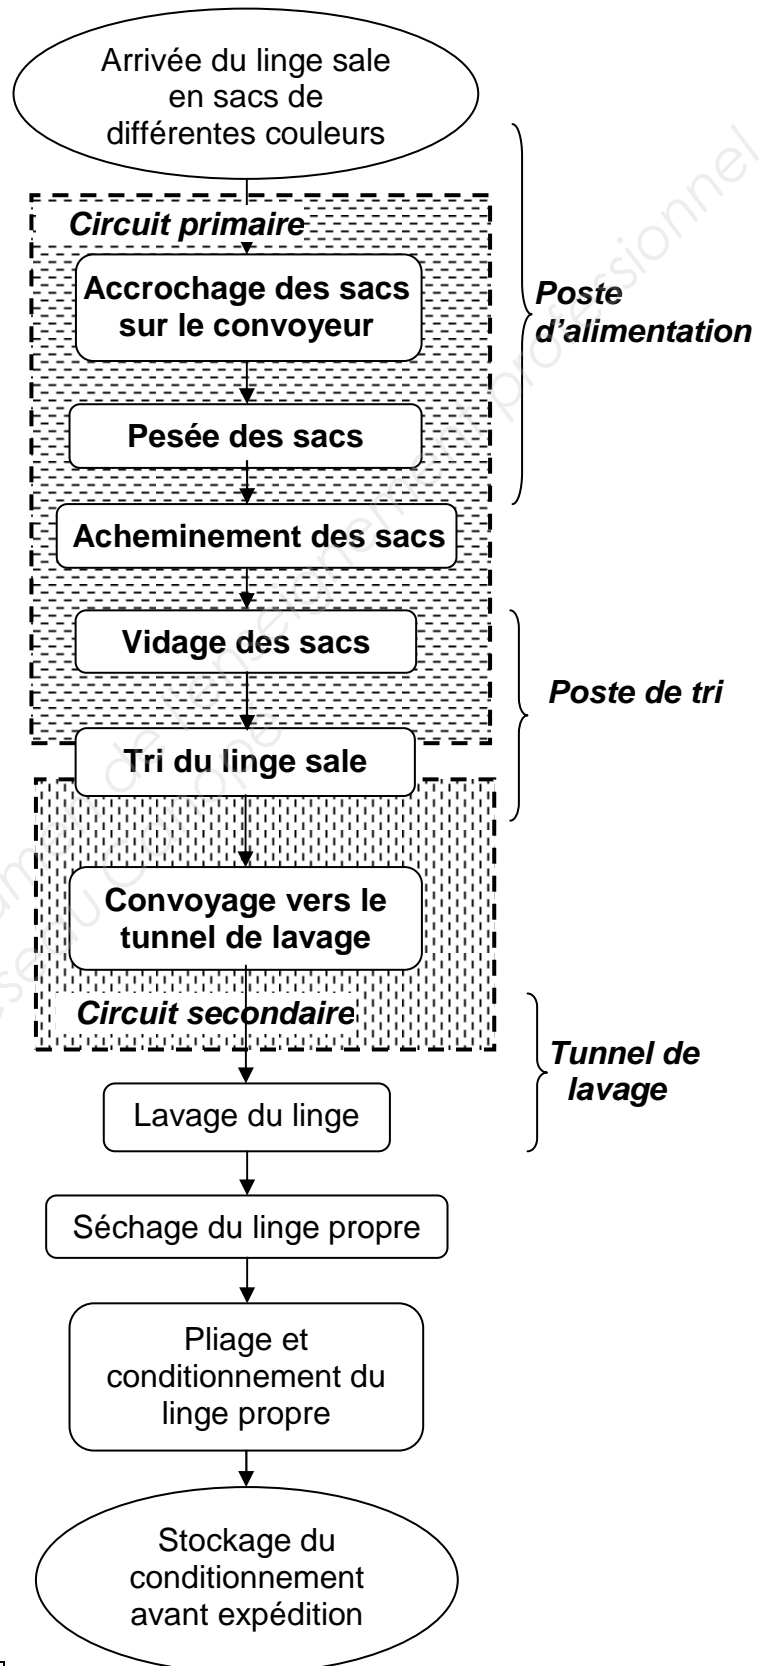 Arrivée du linge sale
en sacs de
différentes couleurs
Circuit primaire
Accrochage des sacs
sur le convoyeur
Poste
d'alimentation
Pesée des sacs
Acheminement des sacs
Vidage des sacs
Poste de tri
Tri du linge sale
Convoyage vers le
tunnel de lavage
Circuit secondaire
Tunnel de
lavage
Lavage du linge
Séchage du linge propre
Pliage et
conditionnement du
linge propre
Stockage du
conditionnement
avant expédition
de l'enseignement professionnel